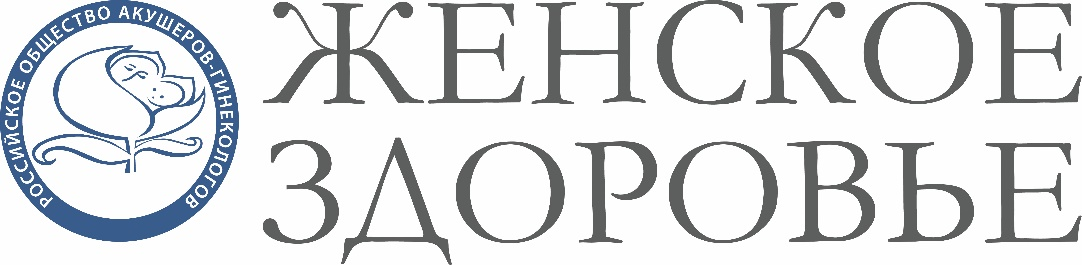 РОССИЙСКОЕ ОБЩЕСТВО АКУШЕРОВ-ГИНЕКОЛОГОВ
ЖЕНСКОЕ
ЗДОРОВЬЕ